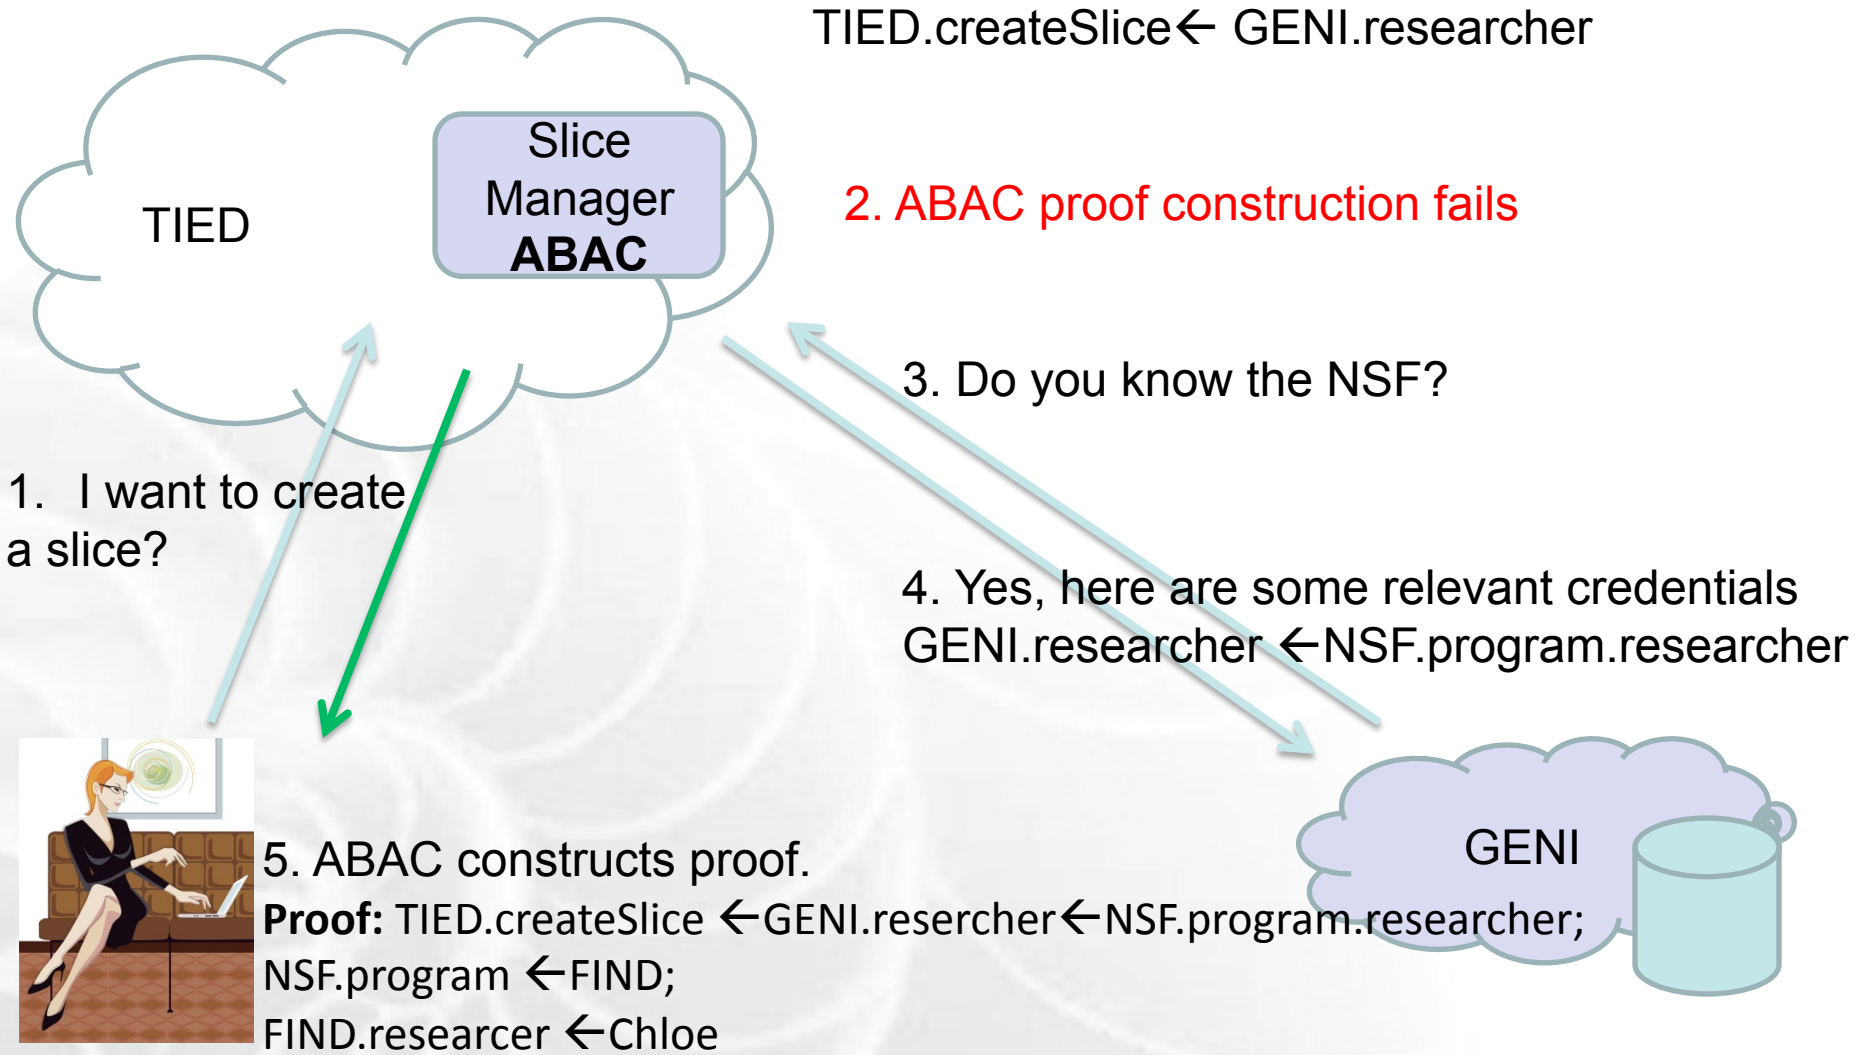 TIED.createSlice← GENI.researcher
Slice
Manager
ABAC
TIED
2. ABAC proof construction fails
3. Do you know the NSF?
1. I want to create
a slice?
4. Yes, here are some relevant credentials
GENI.researcher ←NSF.program.researcher
GENI
5. ABAC constructs proof.
Proof: TIED.createSlice ←GENI.resercher←NSF.program.researcher;
NSF.program ←FIND;
FIND.researcer ←Chloe